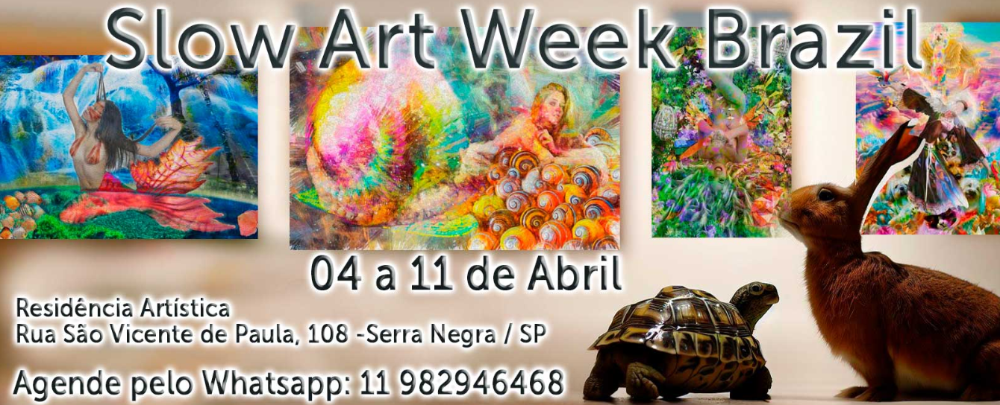 Slow Art Week Brazil
04 a 11 de Abril
Residência Artística
Rua São Vicente de Paula, 108 -Serra Negra / SP
Agende pelo Whatsapp: 11 982946468